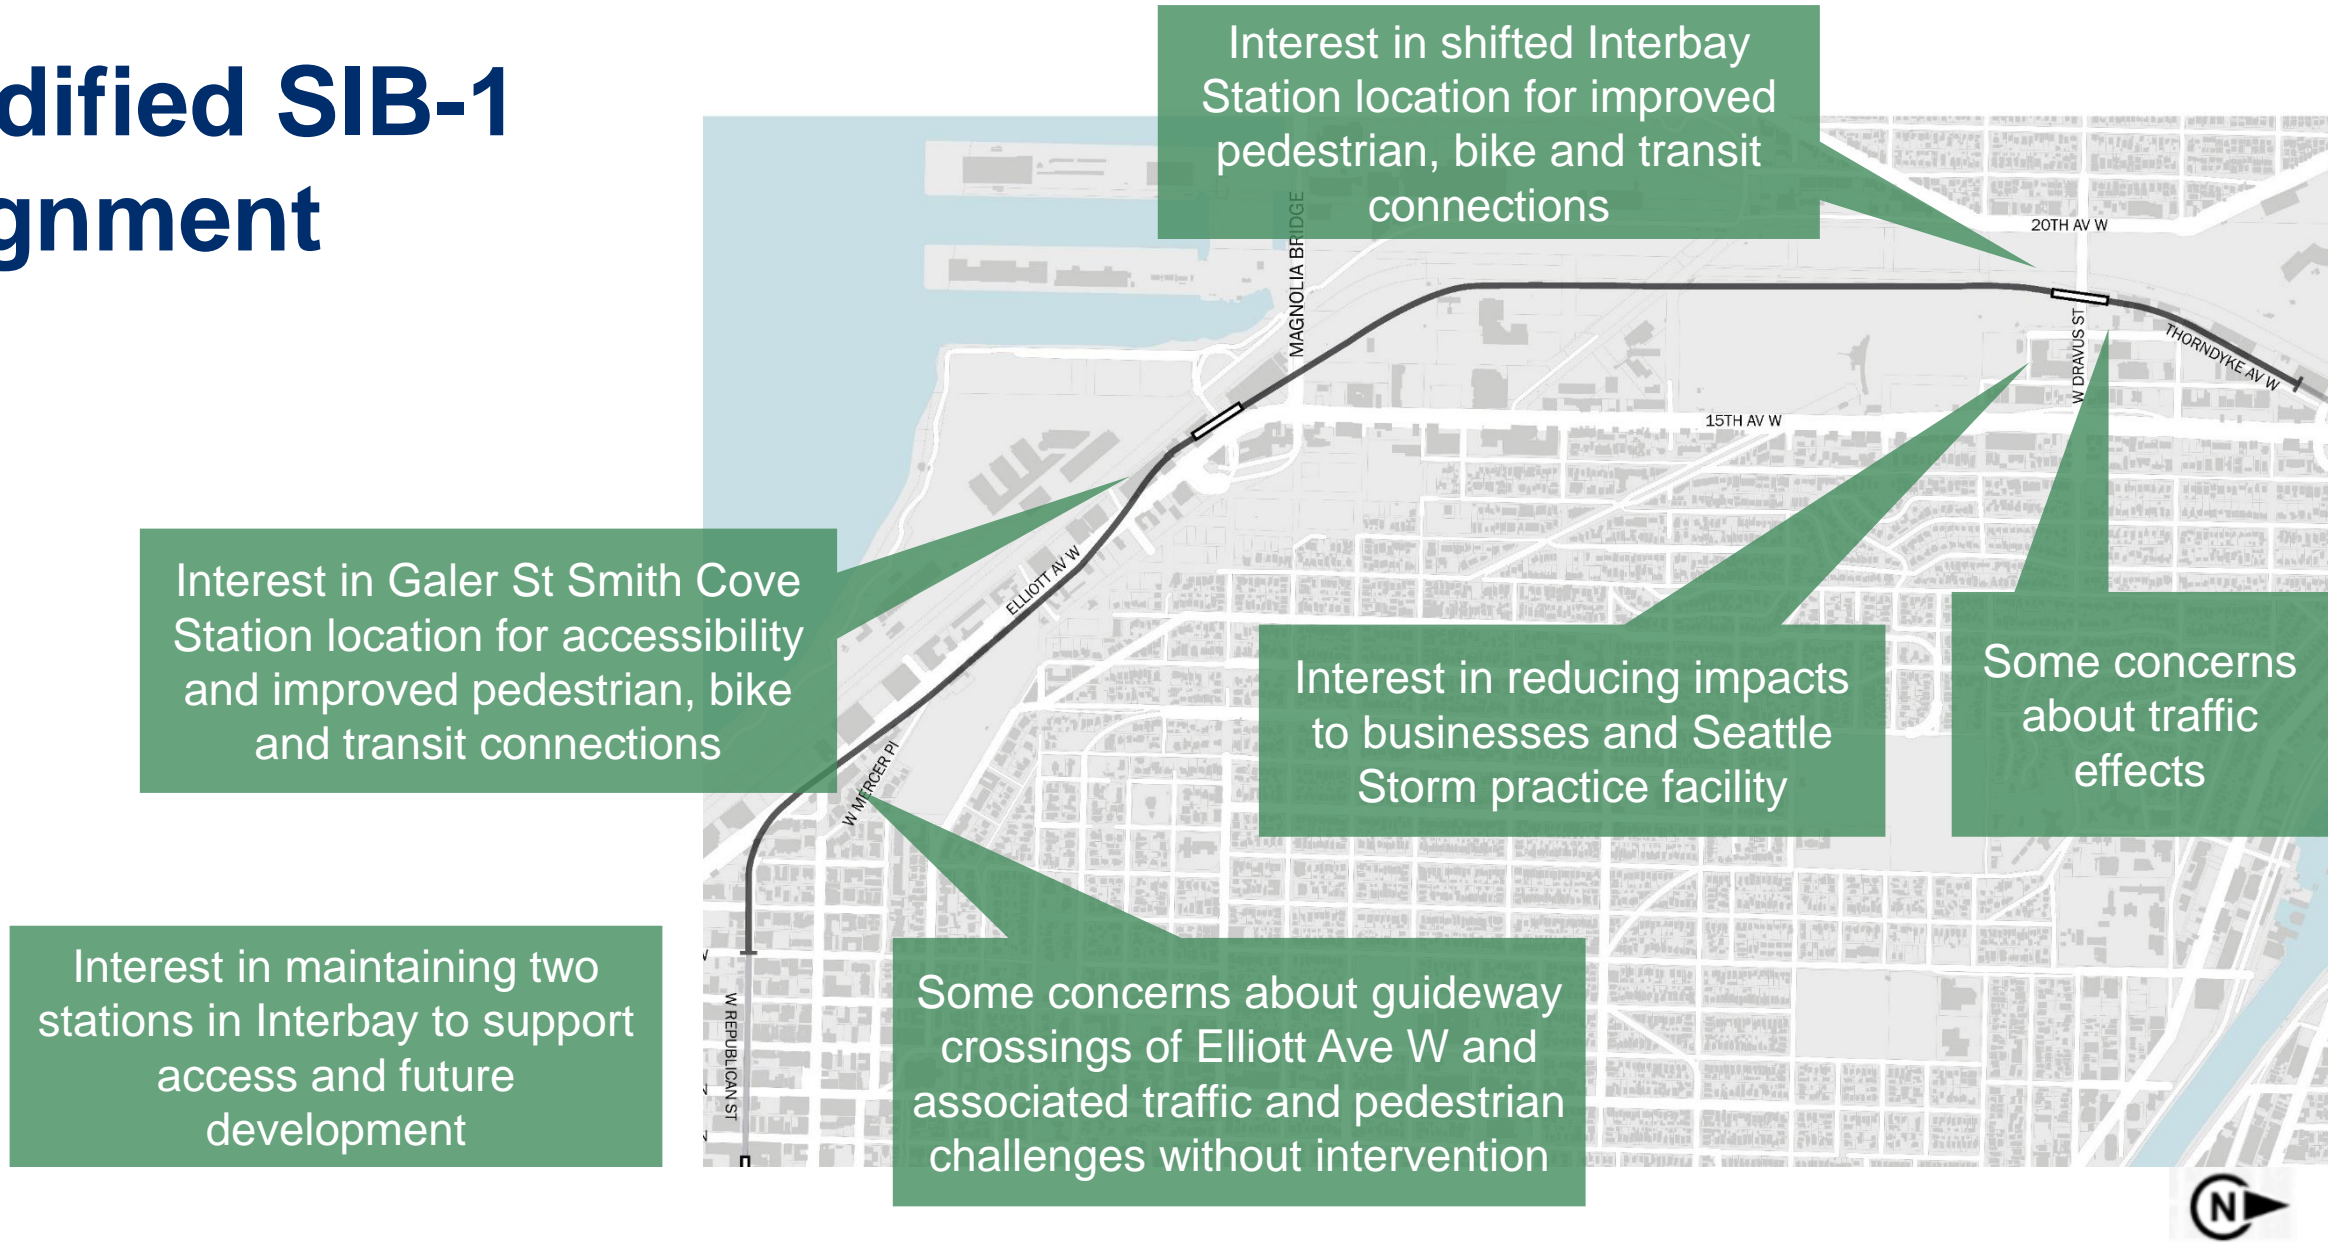 dified SIB-1
gnment
Interest in shifted Interbay
Station location for improved
pedestrian, bike and transit
connections
MAGNOLIA BRIDGE
20TH AV W
W DRAVUS ST
THORNDYKE AV W
15TH AV W
ELLIOTT AV W
Interest in Galer St Smith Cove
Station location for accessibility
and improved pedestrian, bike
and transit connections
Interest in reducing impacts
to businesses and Seattle
Storm practice facility
Some concerns
about traffic
effects
W MERCER Pl
Interest in maintaining two
stations in Interbay to support
access and future
development
W REPUBLICAN ST
Some concerns about guideway
crossings of Elliott Ave W and
associated traffic and pedestrian
challenges without intervention
N